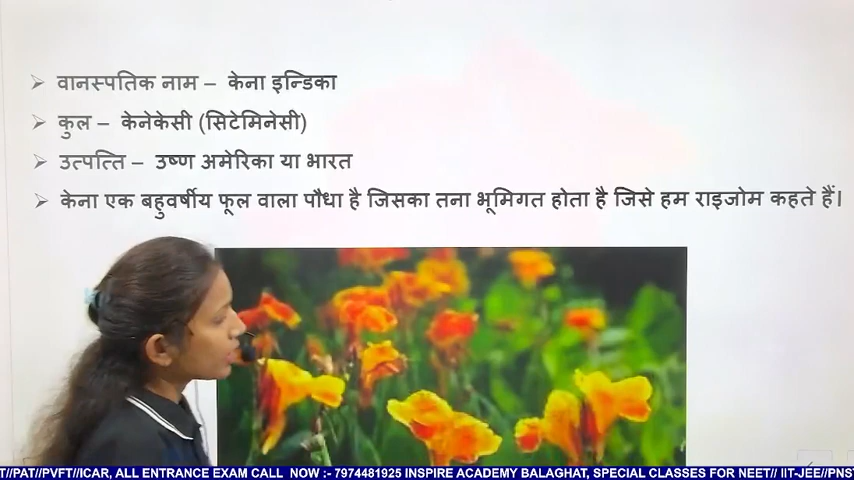 ➢ वानस्पतिक नाम – केना इन्डिका
➢ कुल – केनेकेसी (सिटेमिनेसी)
➢ उत्पत्ति – उष्ण अमेरिका या भारत
➢ केना एक बहुवर्षीय फूल वाला पौधा है जिसका तना भूमिगत होता है जिसे हम राइजोम कहते हैं।
T//PAT//PVFT//ICAR, ALL ENTRANCE EXAM CALL NOW :- 7974481925 INSPIRE ACADEMY BALAGHAT, SPECIAL CLASSES FOR NEET// IIT-JEE//PNST